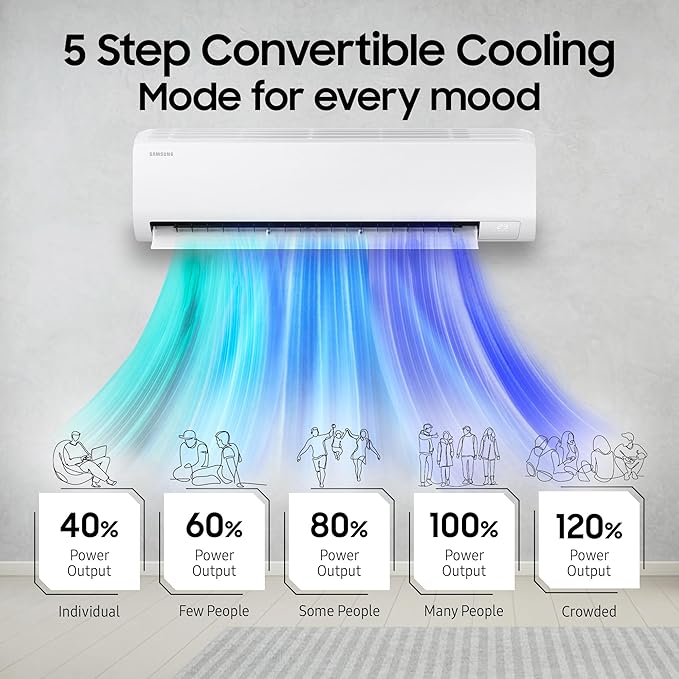 5 Step Convertible Cooling
Mode for every mood
SAMSUNG
40%
Power
Output
Individual
60%
Power
Output
Few People
80%
Power
Output
Some People
100%
Power
Output
Many People
120%
Power
Output
Crowded